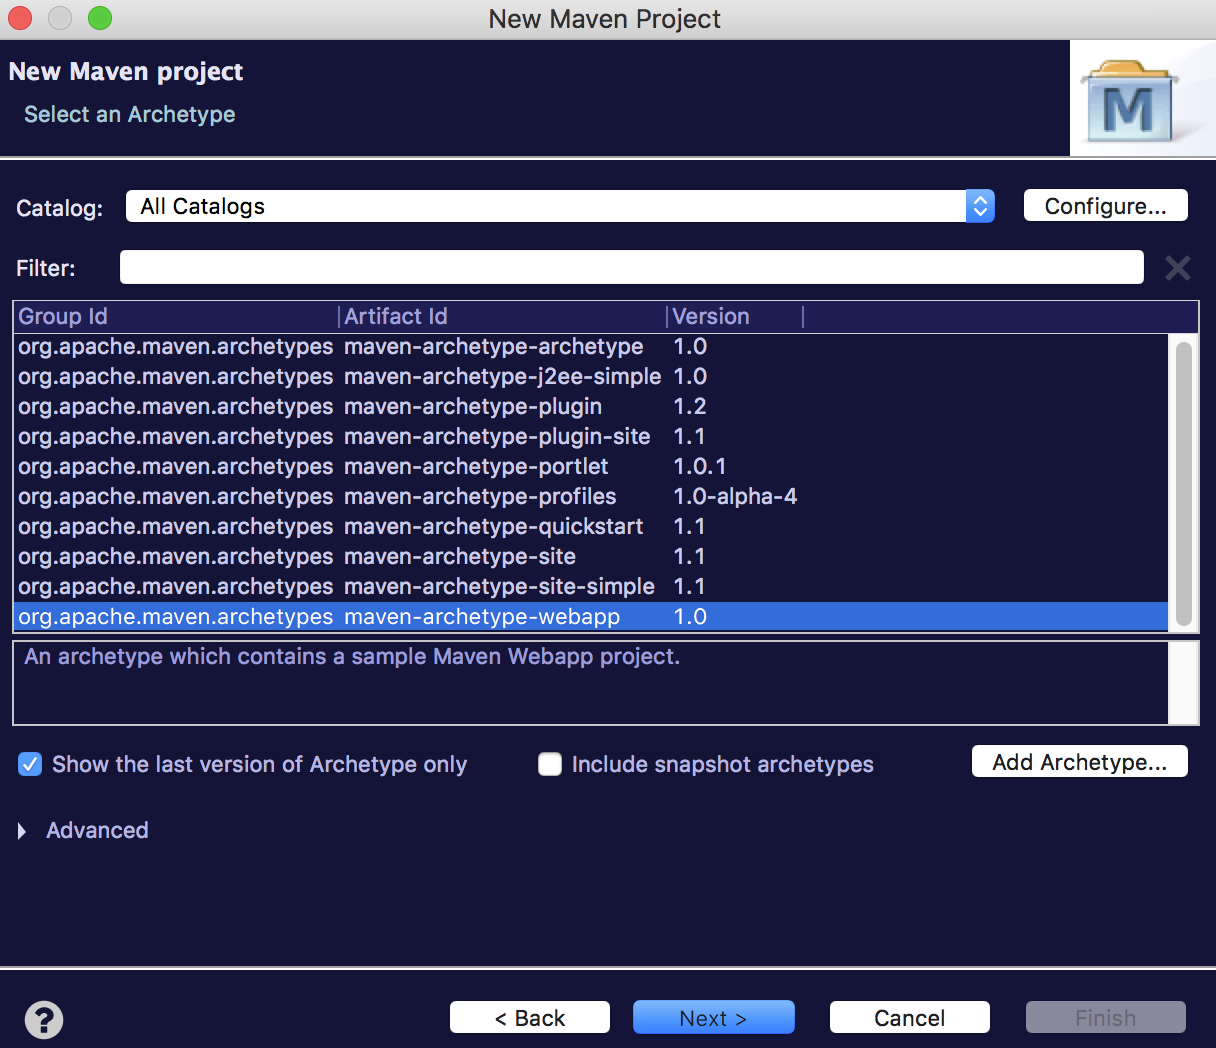 New Maven Project
New Maven project
Select an Archetype
M
Catalog: All Catalogs Configure...
Filter:
Group Id Artifact Id Version
org.apache.maven.archetypes maven-archetype-archetype 1.0
org.apache.maven.archetypes maven-archetype-j2ee-simple 1.0
org.apache.maven.archetypes maven-archetype-plugin 1.2
org.apache.maven.archetypes maven-archetype-plugin-site 1.1
org.apache.maven.archetypes maven-archetype-portlet 1.0.1
org.apache.maven.archetypes maven-archetype-profiles 1.0-alpha-4
org.apache.maven.archetypes maven-archetype-quickstart 1.1
org.apache.maven.archetypes maven-archetype-site 1.1
org.apache.maven.archetypes maven-archetype-site-simple 1.1
org.apache.maven.archetypes maven-archetype-webapp 1.0
An archetype which contains a sample Maven Webapp project.
Show the last version of Archetype only Include snapshot archetypes Add Archetype...
Advanced
? < Back Next > Cancel Finish